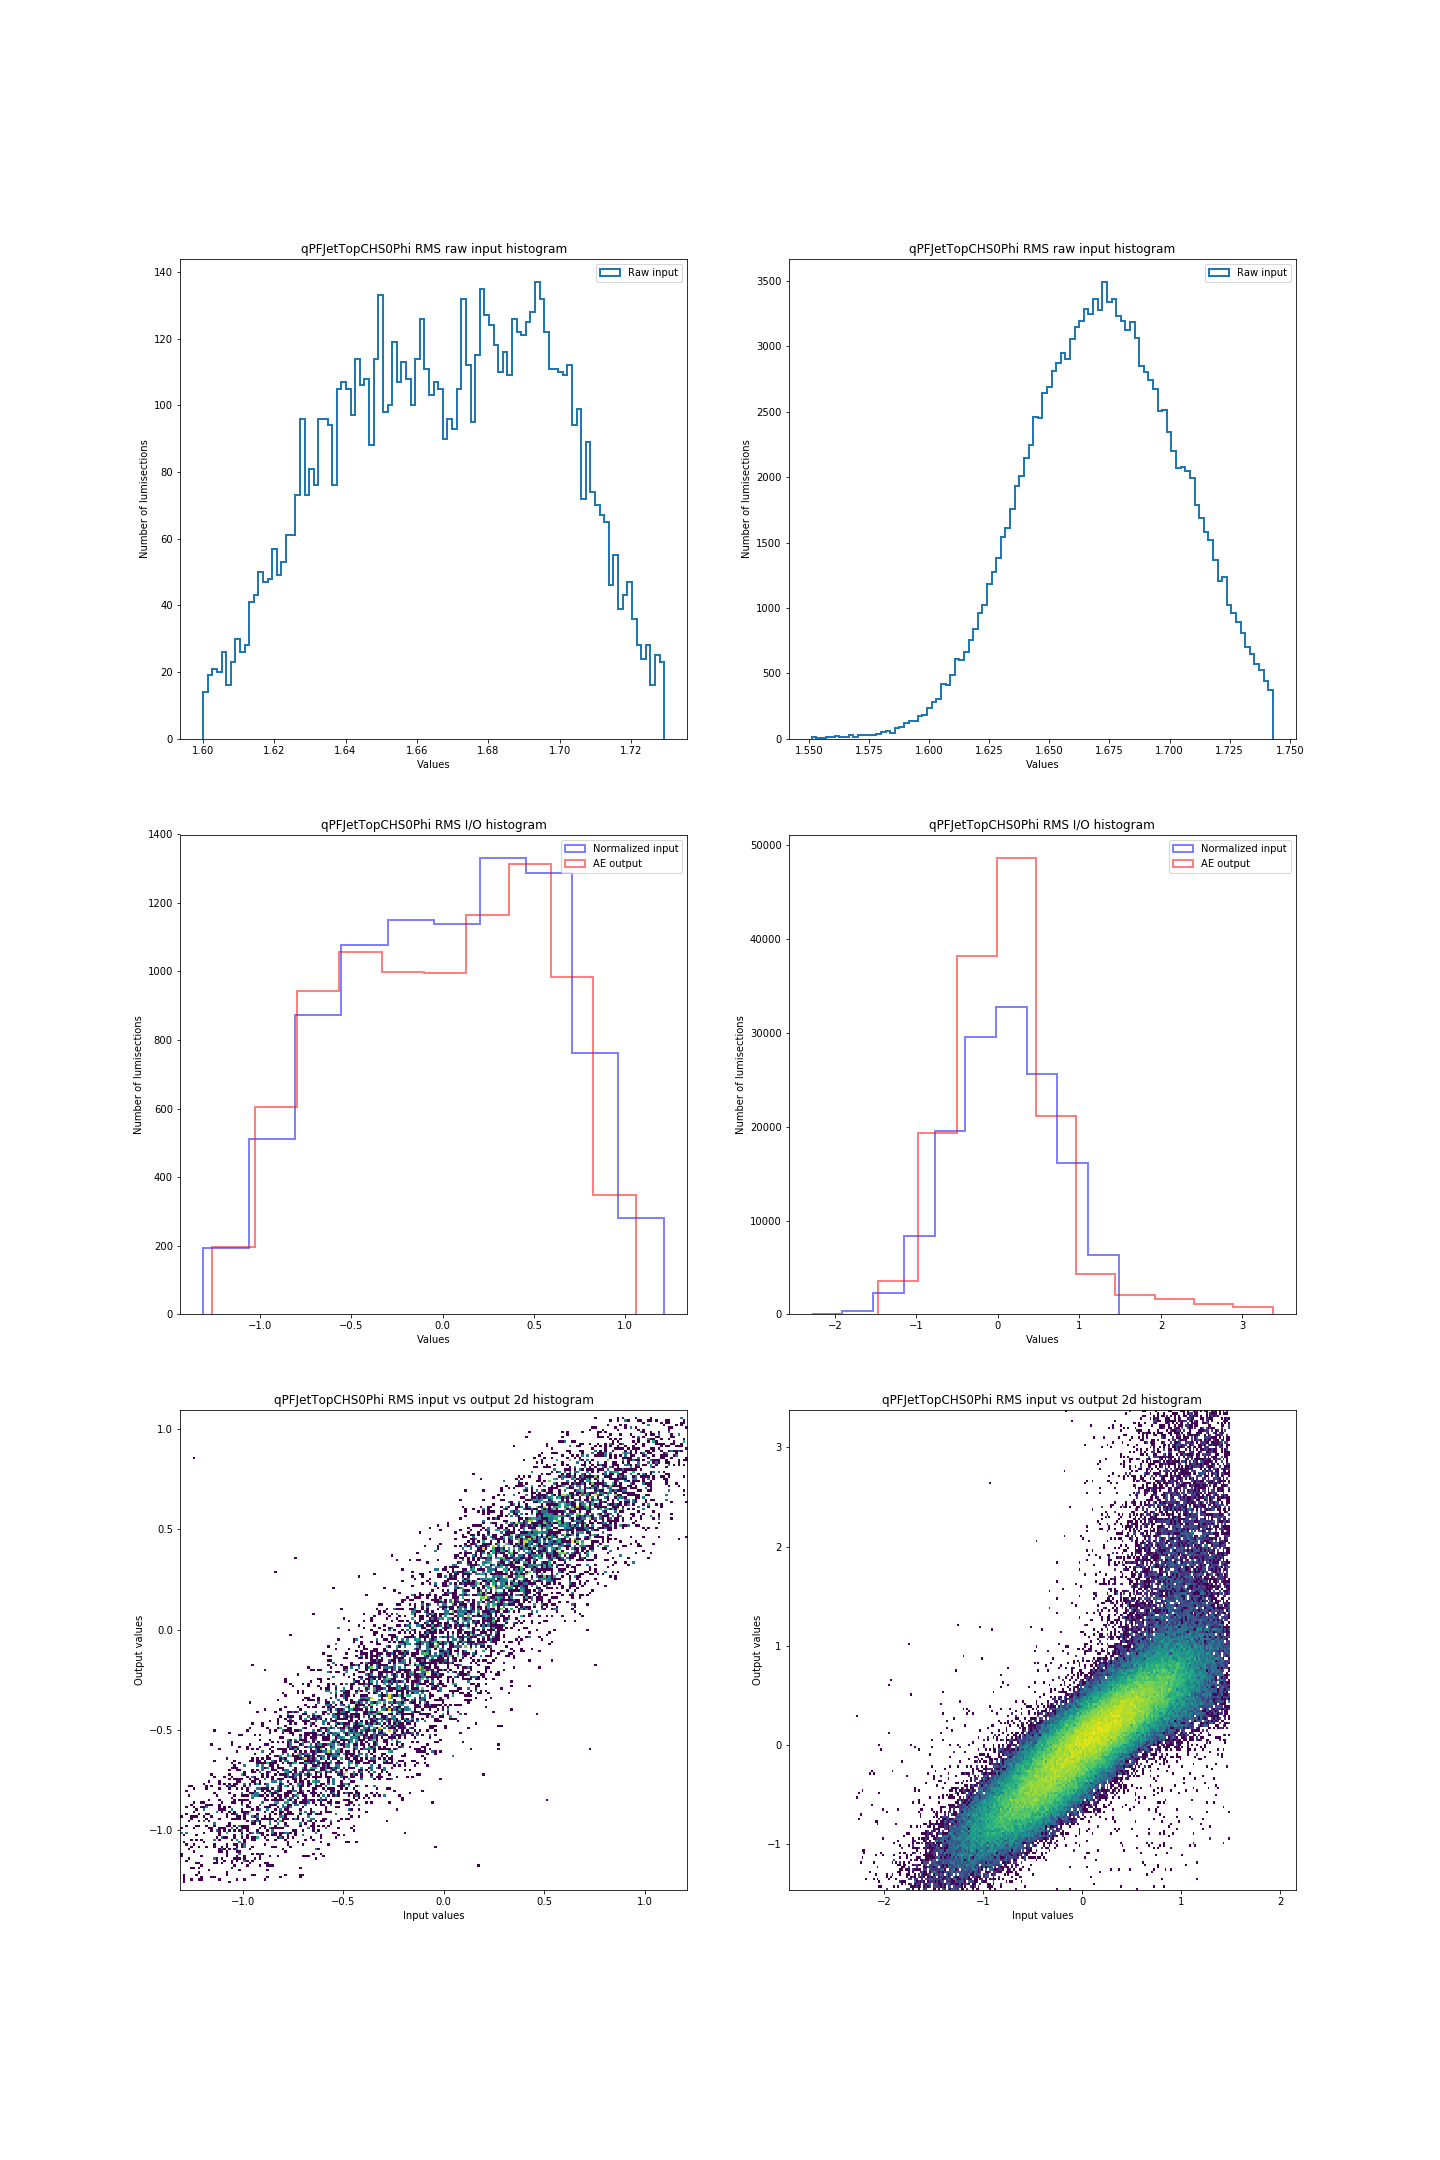 qPFJetTopCHS0Phi RMS raw input histogram
Raw input
Number of lumisections
140
120
100
80
60
40
20
0
1.60 1.62 1.64 1.66 1.68 1.70 1.72
Values
qPFJetTopCHS0Phi RMS raw input histogram
Raw input
Number of lumisections
3500
3000
2500
2000
1500
1000
500
0
1.550 1.575 1.600 1.625 1.650 1.675 1.700 1.725 1.750
Values
qPFJetTopCHS0Phi RMS I/O histogram
Normalized input
AE output
Number of lumisections
1400
1200
1000
800
600
400
200
0
−1.0 −0.5 0.0 0.5 1.0
Values
qPFJetTopCHS0Phi RMS I/O histogram
Normalized input
AE output
Number of lumisections
50000
40000
30000
20000
10000
0
−2 −1 0 1 2 3
Values
qPFJetTopCHS0Phi RMS input vs output 2d histogram
Output values
1.0
0.5
0.0
−0.5
−1.0
−1.0 −0.5 0.0 0.5 1.0
Input values
qPFJetTopCHS0Phi RMS input vs output 2d histogram
Output values
3
2
1
0
−1
−2 −1 0 1 2
Input values